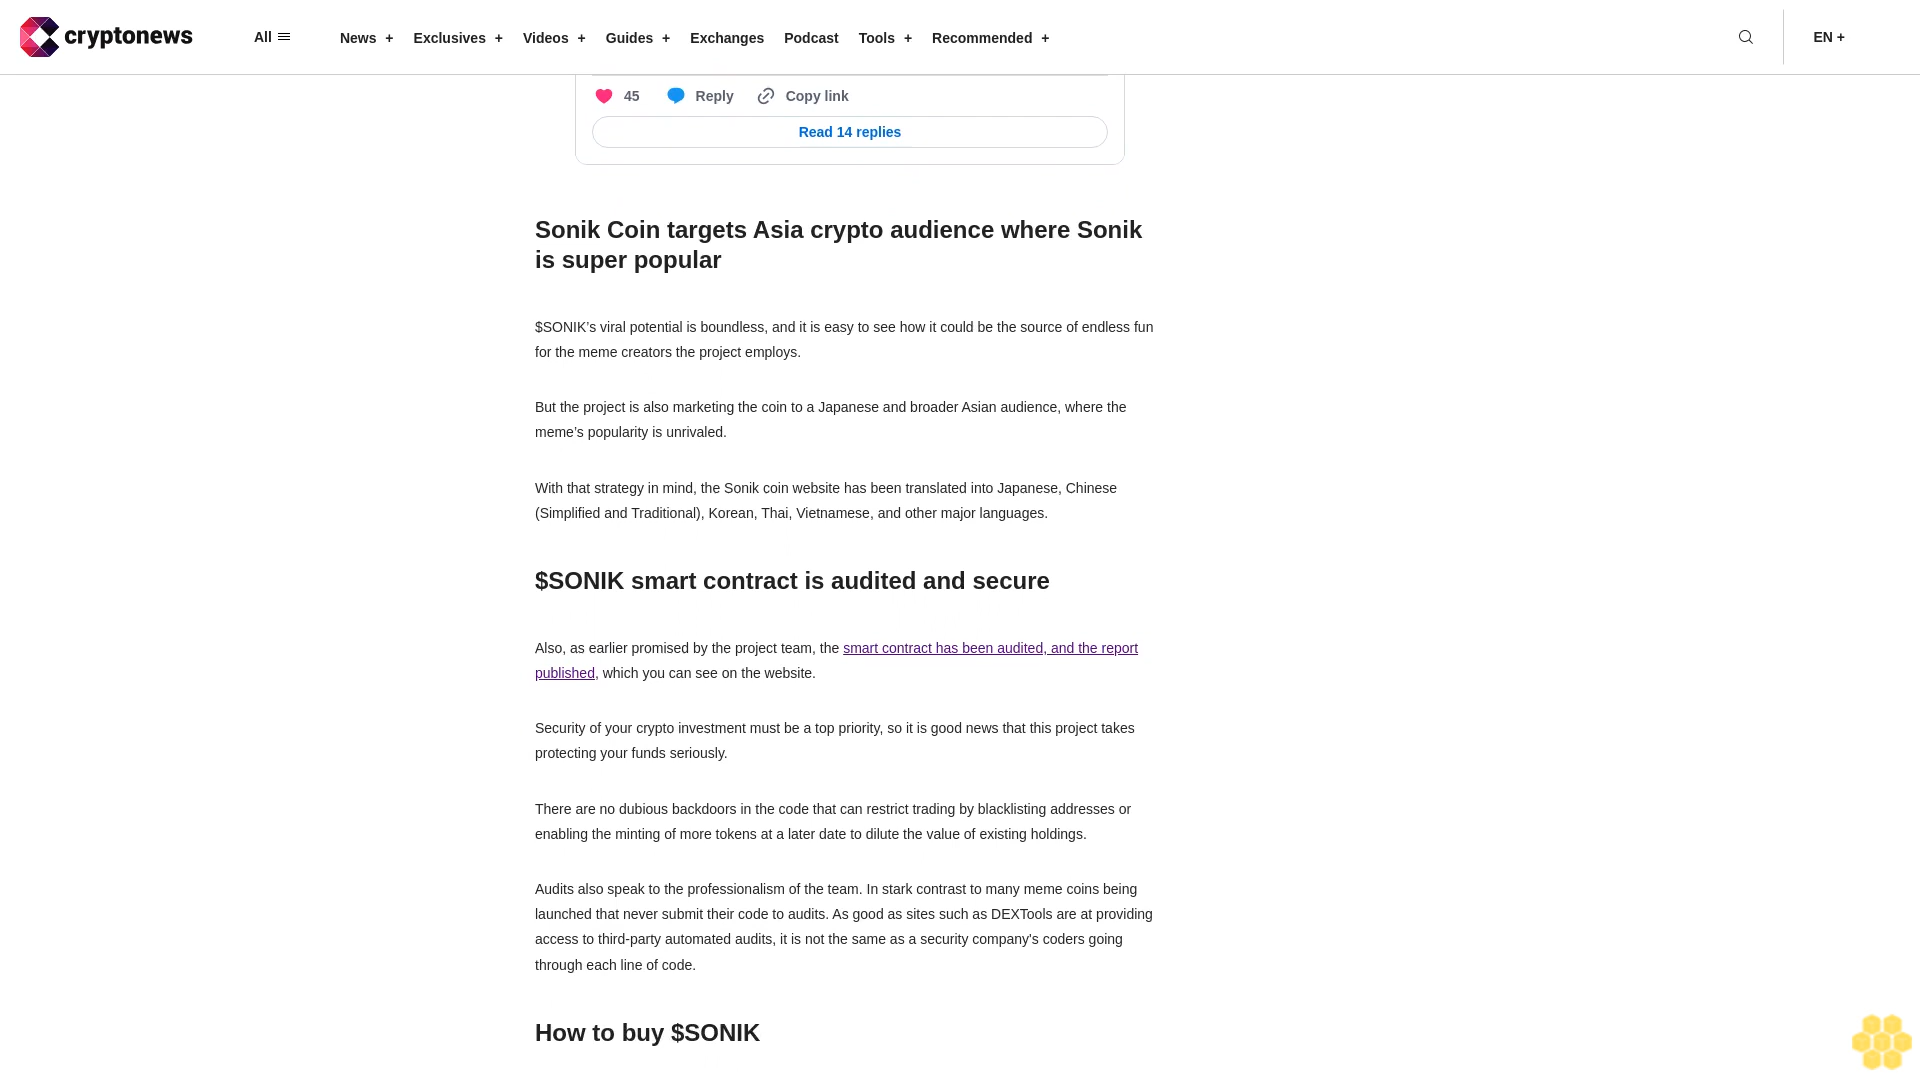 cryptonews
All
News +
Exclusives +
Videos +
Guides +
Exchanges
Podcast
Tools +
Recommended +
EN +
45
Reply
Copy link
Read 14 replies
Sonik Coin targets Asia crypto audience where Sonik
is super popular
$SONIK’s viral potential is boundless, and it is easy to see how it could be the source of endless fun
for the meme creators the project employs.
But the project is also marketing the coin to a Japanese and broader Asian audience, where the
meme’s popularity is unrivaled.
With that strategy in mind, the Sonik coin website has been translated into Japanese, Chinese
(Simplified and Traditional), Korean, Thai, Vietnamese, and other major languages.
$SONIK smart contract is audited and secure
Also, as earlier promised by the project team, the smart contract has been audited, and the report
published, which you can see on the website.
Security of your crypto investment must be a top priority, so it is good news that this project takes
protecting your funds seriously.
There are no dubious backdoors in the code that can restrict trading by blacklisting addresses or
enabling the minting of more tokens at a later date to dilute the value of existing holdings.
Audits also speak to the professionalism of the team. In stark contrast to many meme coins being
launched that never submit their code to audits. As good as sites such as DEXTools are at providing
access to third-party automated audits, it is not the same as a security company's coders going
through each line of code.
How to buy $SONIK